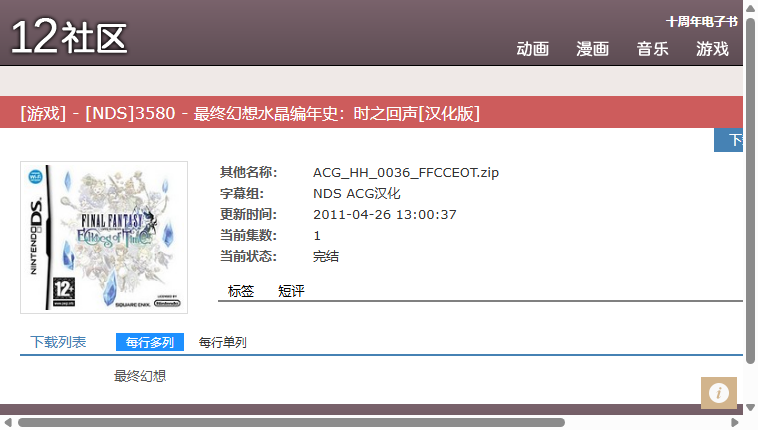 12社区
十周年电子书
动画 漫画 音乐 游戏
[游戏] - [NDS]3580 - 最终幻想水晶编年史：时之回声[汉化版]
其他名称: ACG_HH_0036_FFCCEOT.zip
字幕组: NDS ACG汉化
更新时间: 2011-04-26 13:00:37
当前集数: 1
当前状态: 完结
NINTENDO DS
FINAL FANTASY
Echoes of Time
12+
SQUARE ENIX
Nintendo
标签 短评
下载列表 每行多列 每行单列
最终幻想